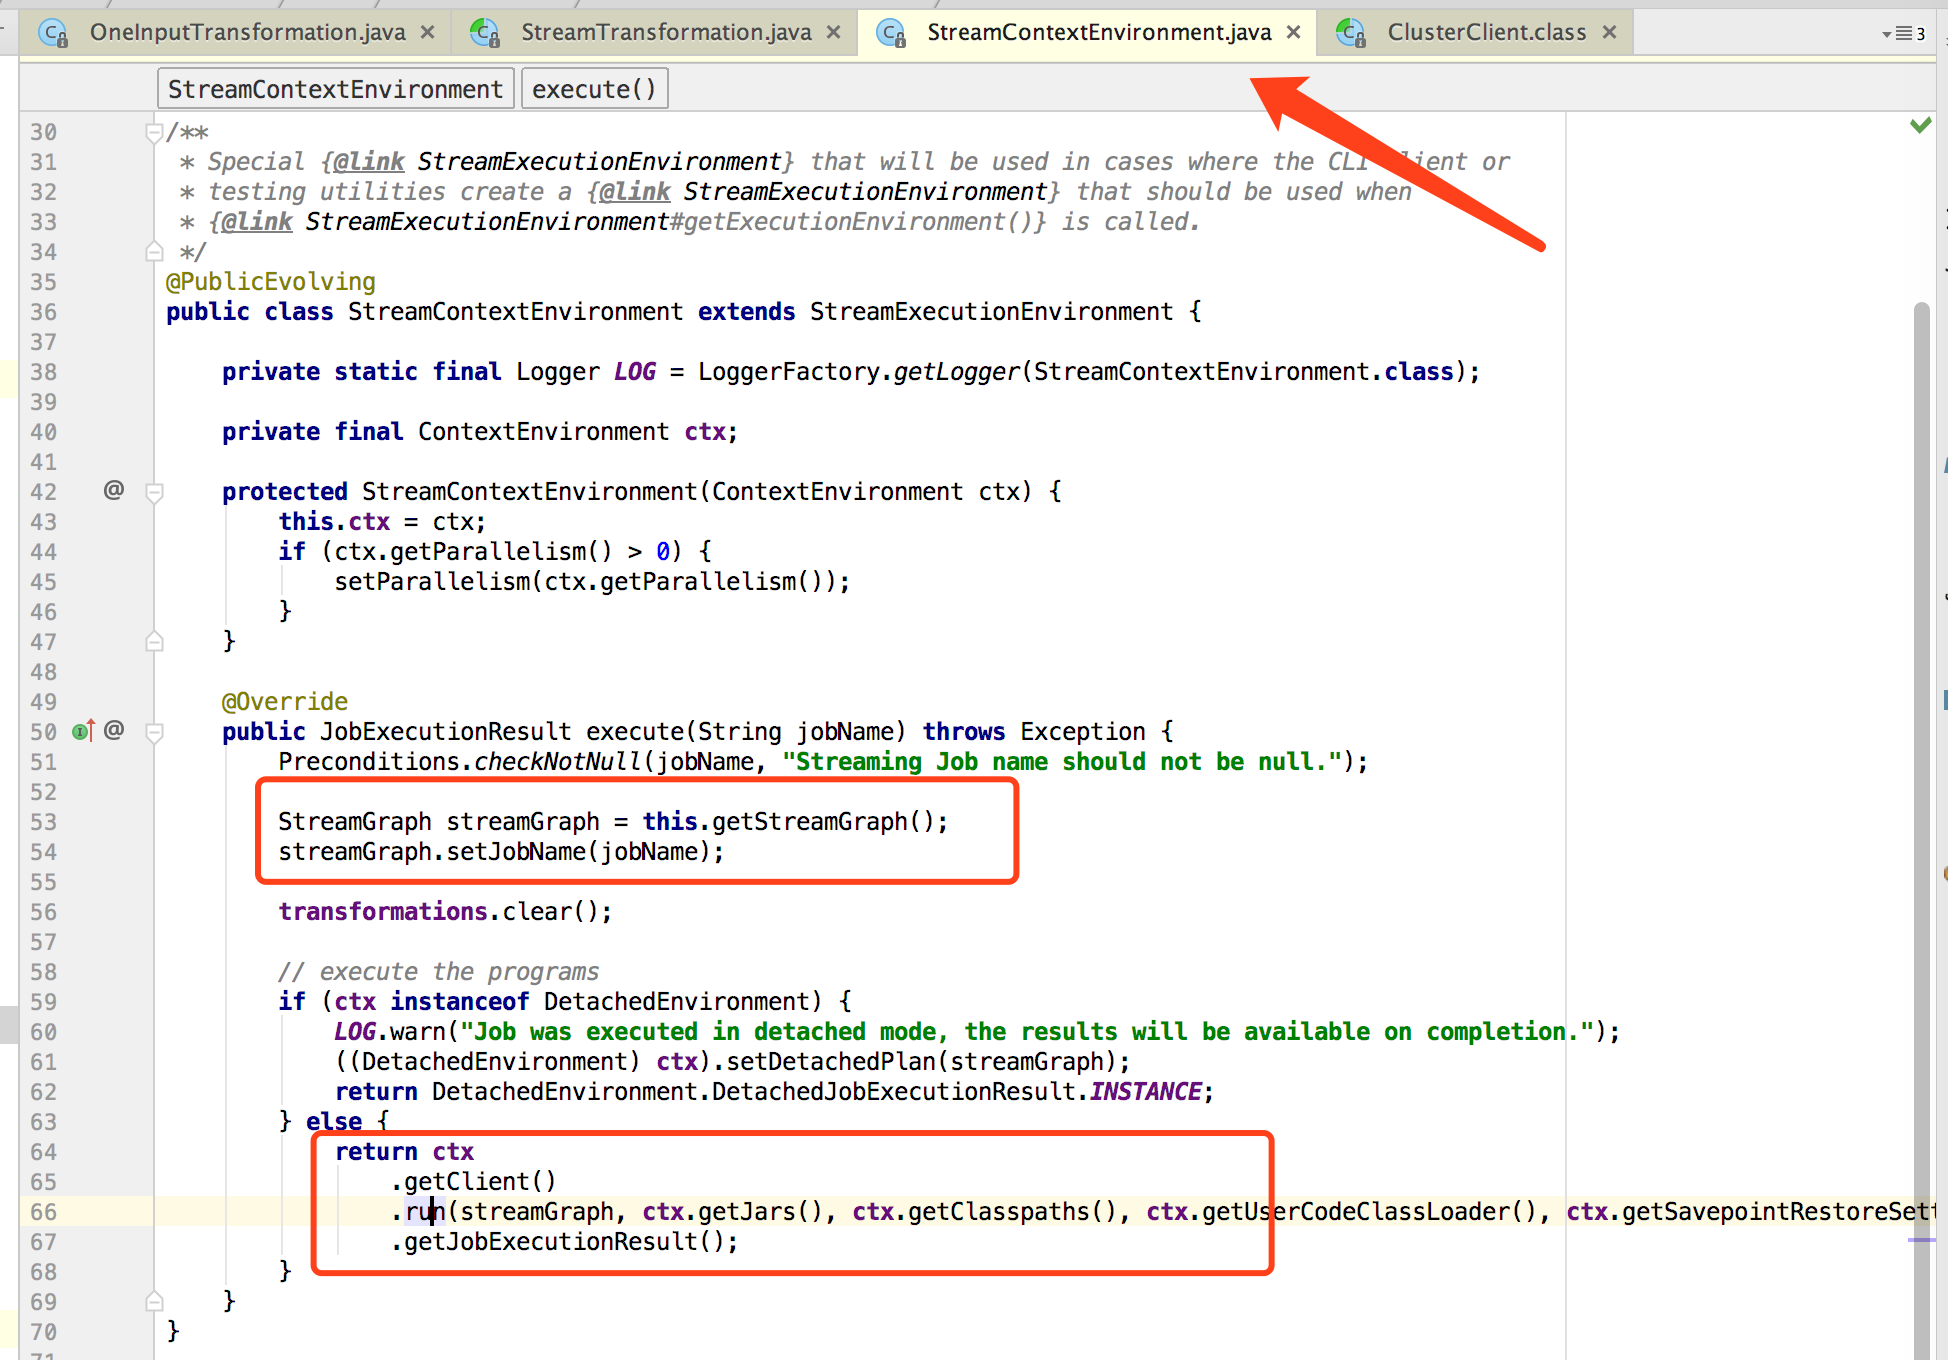 OneInputTransformation.java StreamTransformation.java StreamContextEnvironment.java ClusterClient.class 3
StreamContextEnvironment execute()
30 /**
31 * Special {@link StreamExecutionEnvironment} that will be used in cases where the CLI client or
32 * testing utilities create a {@link StreamExecutionEnvironment} that should be used when
33 * {@link StreamExecutionEnvironment#getExecutionEnvironment()} is called.
34 */
35 @PublicEvolving
36 public class StreamContextEnvironment extends StreamExecutionEnvironment {
37
38 private static final Logger LOG = LoggerFactory.getLogger(StreamContextEnvironment.class);
39
40 private final ContextEnvironment ctx;
41
42 @ protected StreamContextEnvironment(ContextEnvironment ctx) {
43 this.ctx = ctx;
44 if (ctx.getParallelism() > 0) {
45 setParallelism(ctx.getParallelism());
46 }
47 }
48
49 @Override
50 @ public JobExecutionResult execute(String jobName) throws Exception {
51 Preconditions.checkNotNull(jobName, "Streaming Job name should not be null.");
52
53 StreamGraph streamGraph = this.getStreamGraph();
54 streamGraph.setJobName(jobName);
55
56 transformations.clear();
57
58 // execute the programs
59 if (ctx instanceof DetachedEnvironment) {
60 LOG.warn("Job was executed in detached mode, the results will be available on completion.");
61 ((DetachedEnvironment) ctx).setDetachedPlan(streamGraph);
62 return DetachedEnvironment.DetachedJobExecutionResult.INSTANCE;
63 } else {
64 return ctx
65 .getClient()
66 .run(streamGraph, ctx.getJars(), ctx.getClasspaths(), ctx.getUserCodeClassLoader(), ctx.getSavepointRestoreSett
67 .getJobExecutionResult();
68 }
69 }
70 }
71